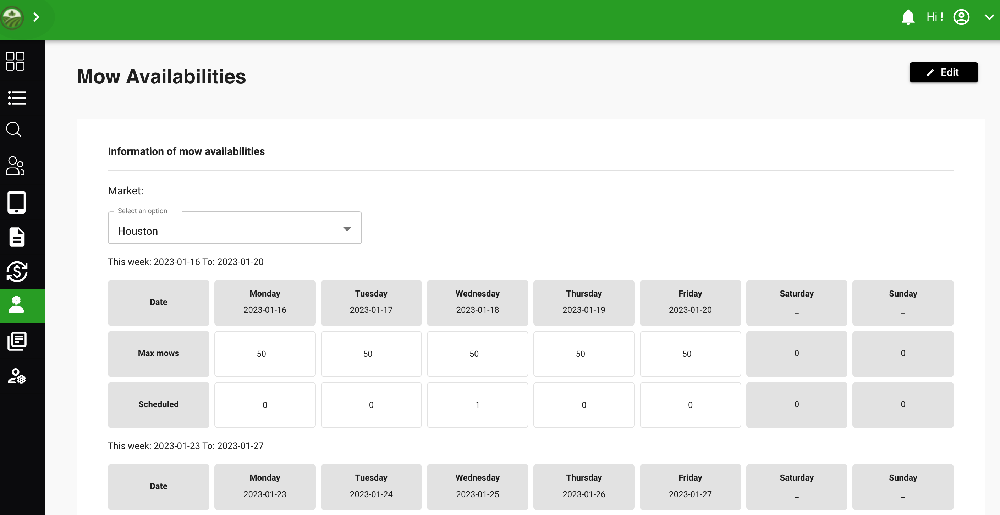 Hi !
Mow Availabilities
Edit
Information of mow availabilities
Market:
Select an option
Houston
This week: 2023-01-16 To: 2023-01-20
Date Monday Tuesday Wednesday Thursday Friday Saturday Sunday
2023-01-16 2023-01-17 2023-01-18 2023-01-19 2023-01-20 _ _
Max mows 50 50 50 50 50 0 0
Scheduled 0 0 1 0 0 0 0
This week: 2023-01-23 To: 2023-01-27
Date Monday Tuesday Wednesday Thursday Friday Saturday Sunday
2023-01-23 2023-01-24 2023-01-25 2023-01-26 2023-01-27 _ _